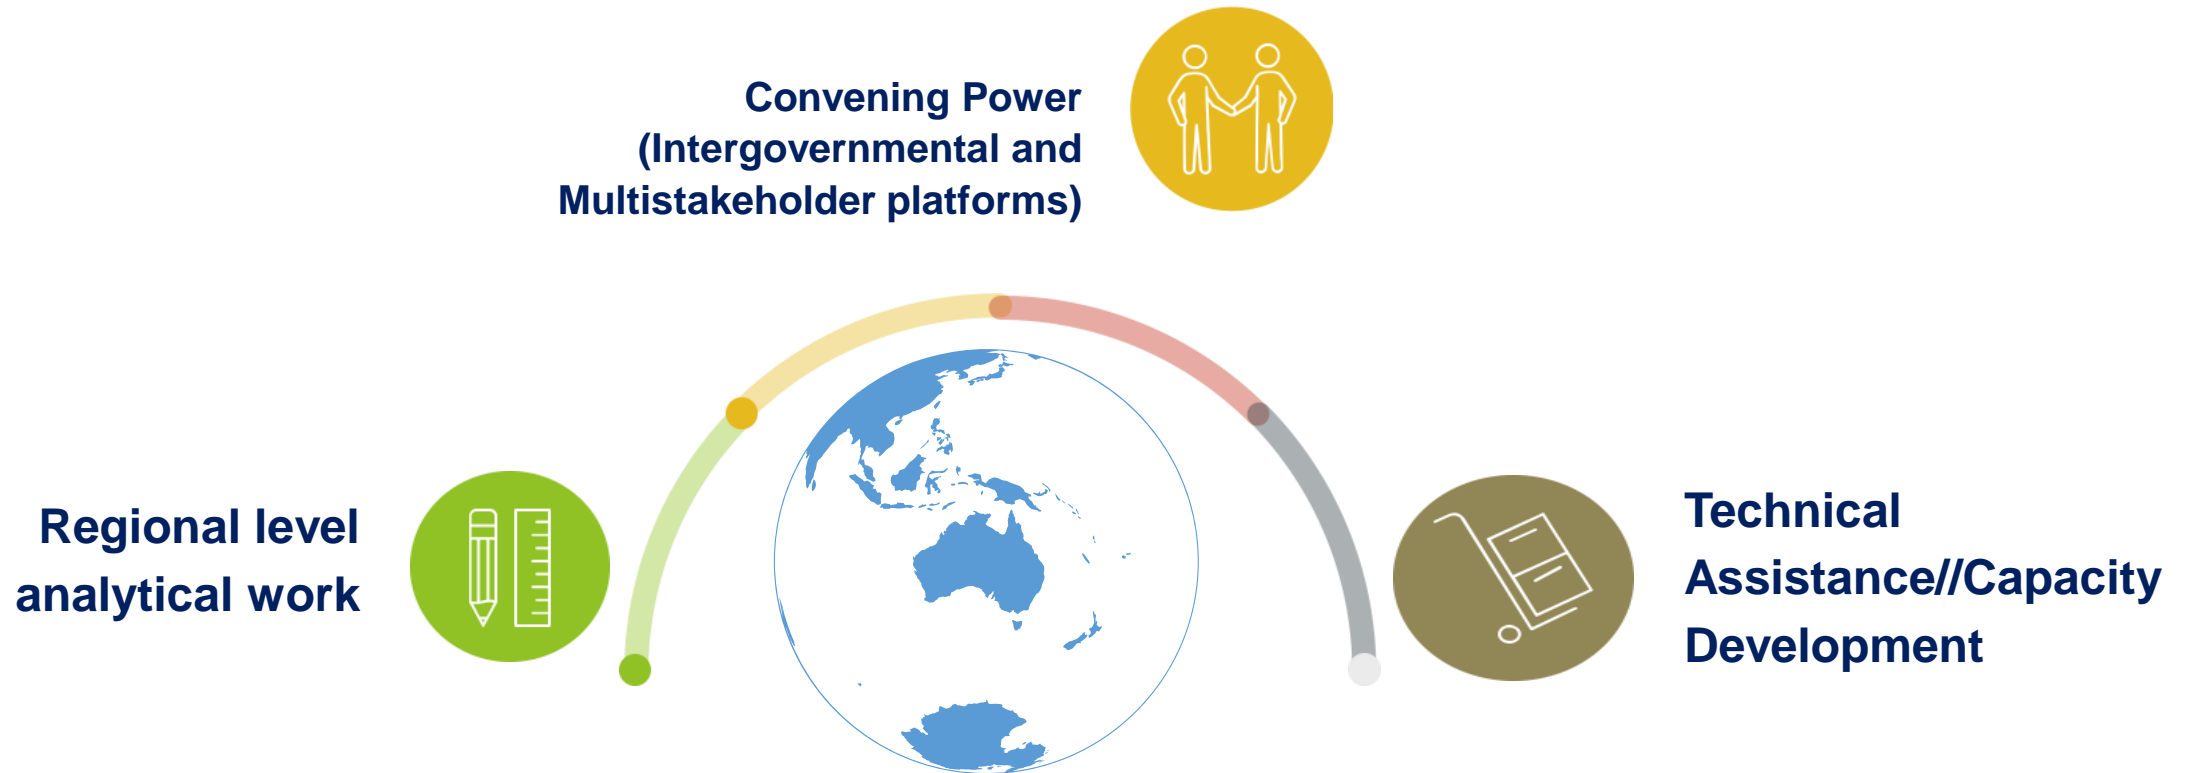 Convening Power
(Intergovernmental and
Multistakeholder platforms)
Regional level
analytical work
Technical
Assistance//Capacity
Development